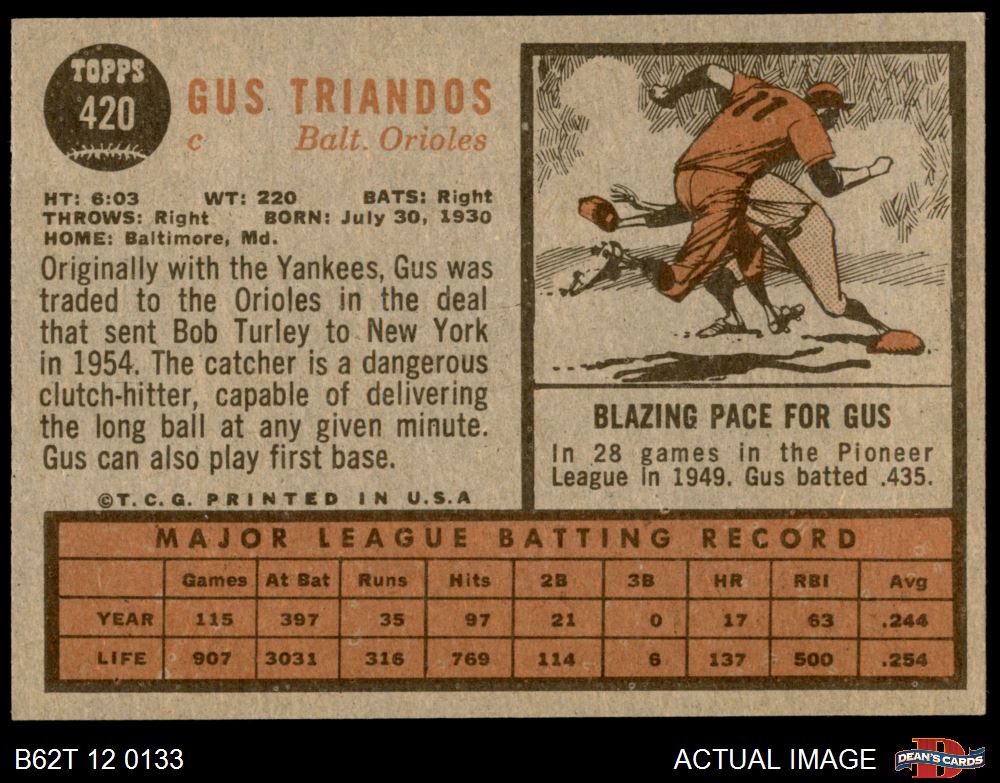 TOPPS
420
GUS TRIANDOS
c Balt. Orioles
HT: 6:03 WT: 220 BATS: Right
THROWS: Right BORN: July 30, 1930
HOME: Baltimore, Md.
Originally with the Yankees, Gus was
traded to the Orioles in the deal
that sent Bob Turley to New York
in 1954. The catcher is a dangerous
clutch-hitter, capable of delivering
the long ball at any given minute.
Gus can also play first base.
©T.C.G. PRINTED IN U.S.A
11
BLAZING PACE FOR GUS
In 28 games in the Pioneer
League in 1949. Gus batted .435.
MAJOR LEAGUE BATTING RECORD
Games At Bat Runs Hits 2B 3B HR RBI Avg
YEAR 115 397 35 97 21 0 17 63 .244
LIFE 907 3031 316 769 114 6 137 500 .254
B62T 12 0133 ACTUAL IMAGE D DEAN'S CARDS